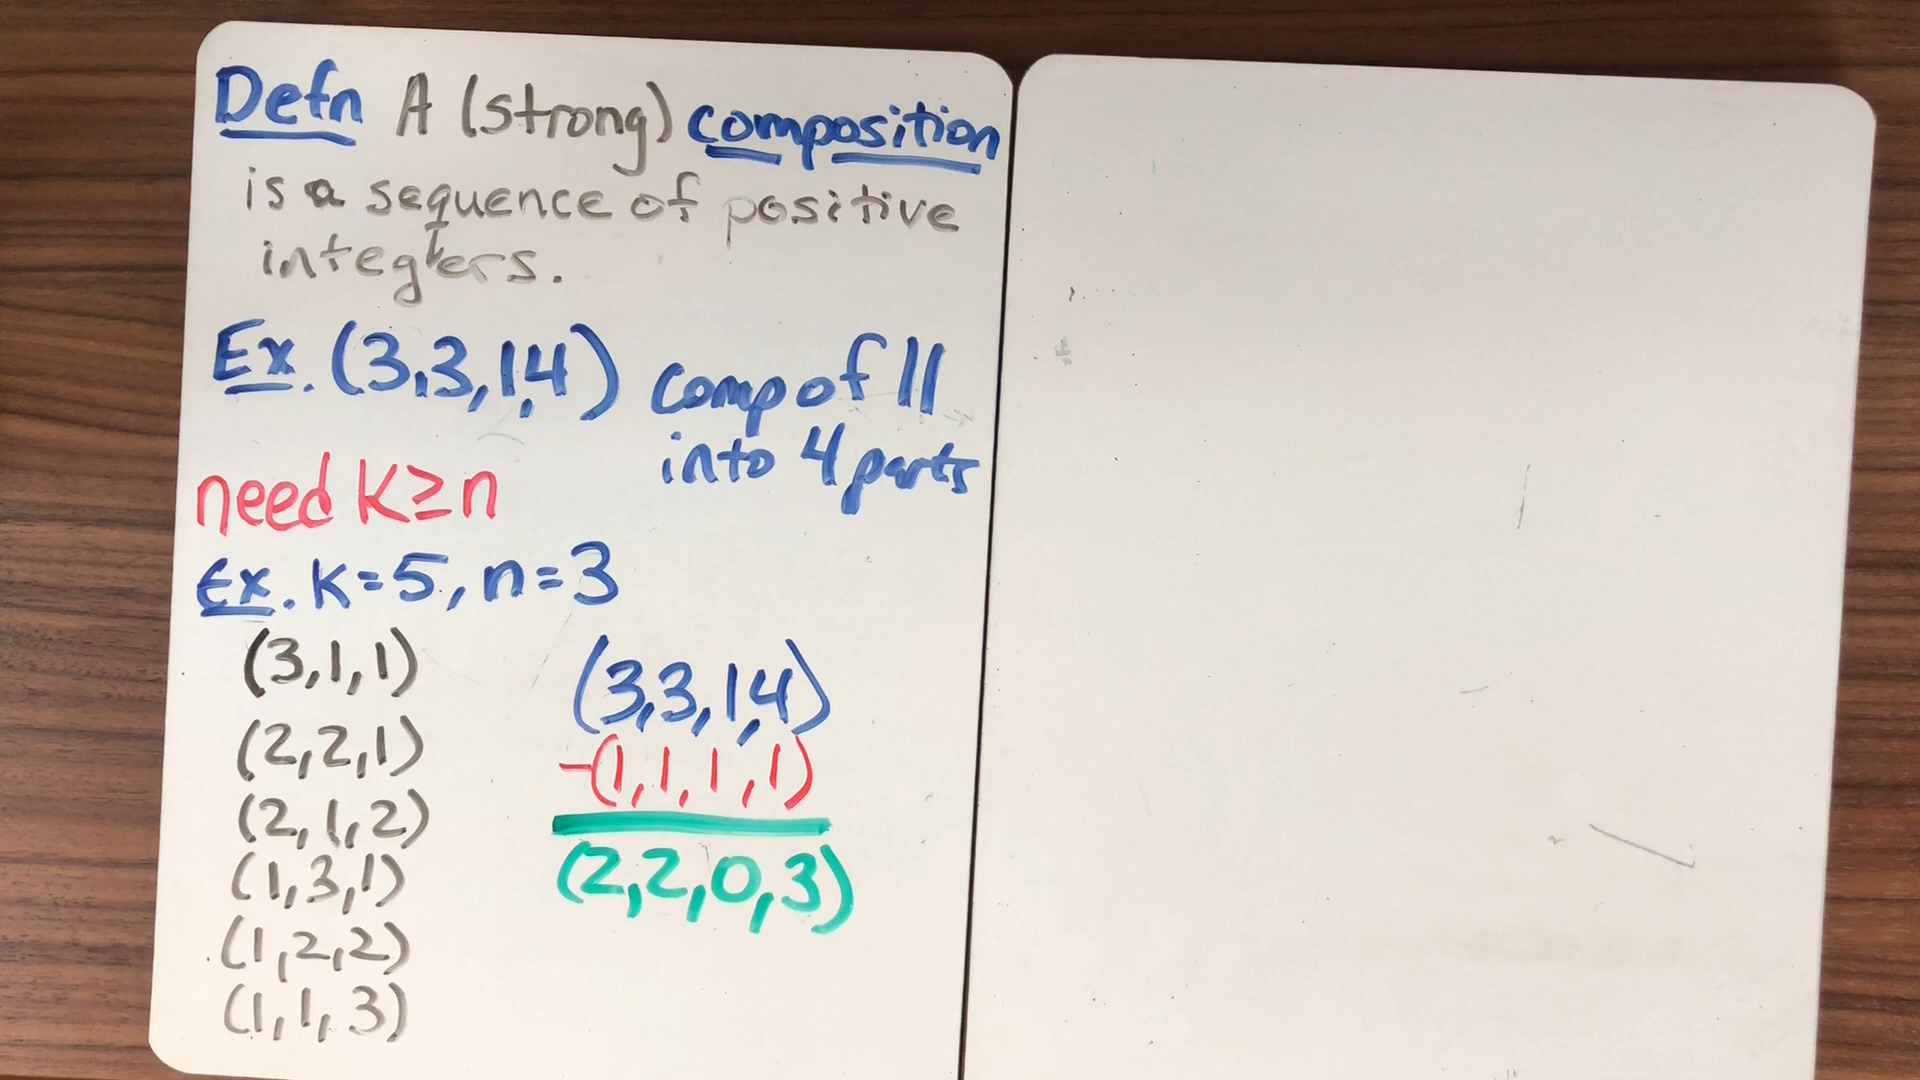 Defn A (strong) composition
is a sequence of positive
integers.
Ex. (3,3,1,4) comp of 11
into 4 parts
need k≥n
Ex. k=5, n=3
(3,1,1)
(2,2,1)
(2,1,2)
(1,3,1)
(1,2,2)
(1,1,3)
(3,3,1,4)
-(1,1,1,1)
(2,2,0,3)